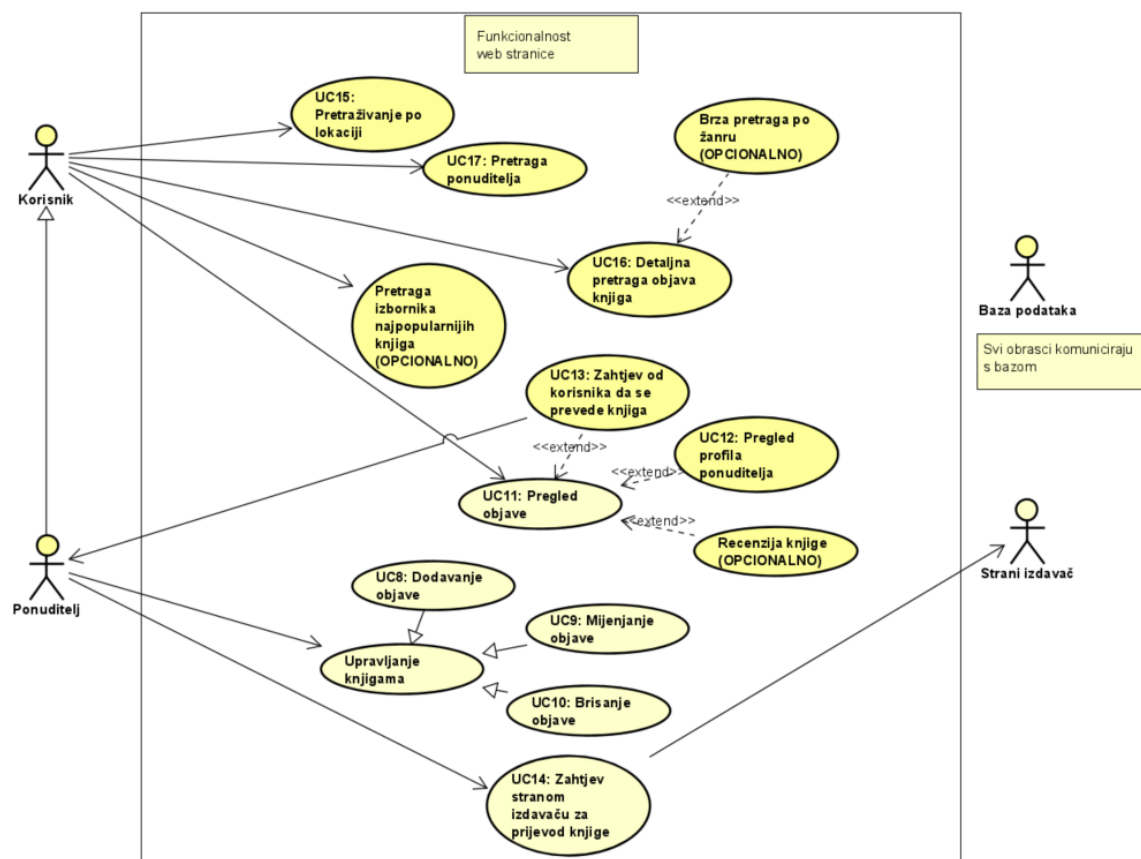 Funkcionalnost
web stranice
UC15:
Pretraživanje po
lokaciji
Brza pretraga po
žanru
(OPCIONALNO)
UC17: Pretraga
ponuditelja
Korisnik
<<extend>>
UC16: Detaljna
pretraga objava
knjiga
Pretraga
izbornika
najpopularnijih
knjiga
(OPCIONALNO)
Baza podataka
Svi obrasci komuniciraju
s bazom
UC13: Zahtjev od
korisnika da se
prevede knjiga
<<extend>>
UC12: Pregled
profila
ponuditelja
<<extend>>
UC11: Pregled
objave
<<extend>>
Recenzija knjige
(OPCIONALNO)
Strani izdavač
Ponuditelj
UC8: Dodavanje
objave
UC9: Mijenjanje
objave
Upravljanje
knjigama
UC10: Brisanje
objave
UC14: Zahtjev
stranom
izdavaču za
prijevod knjige